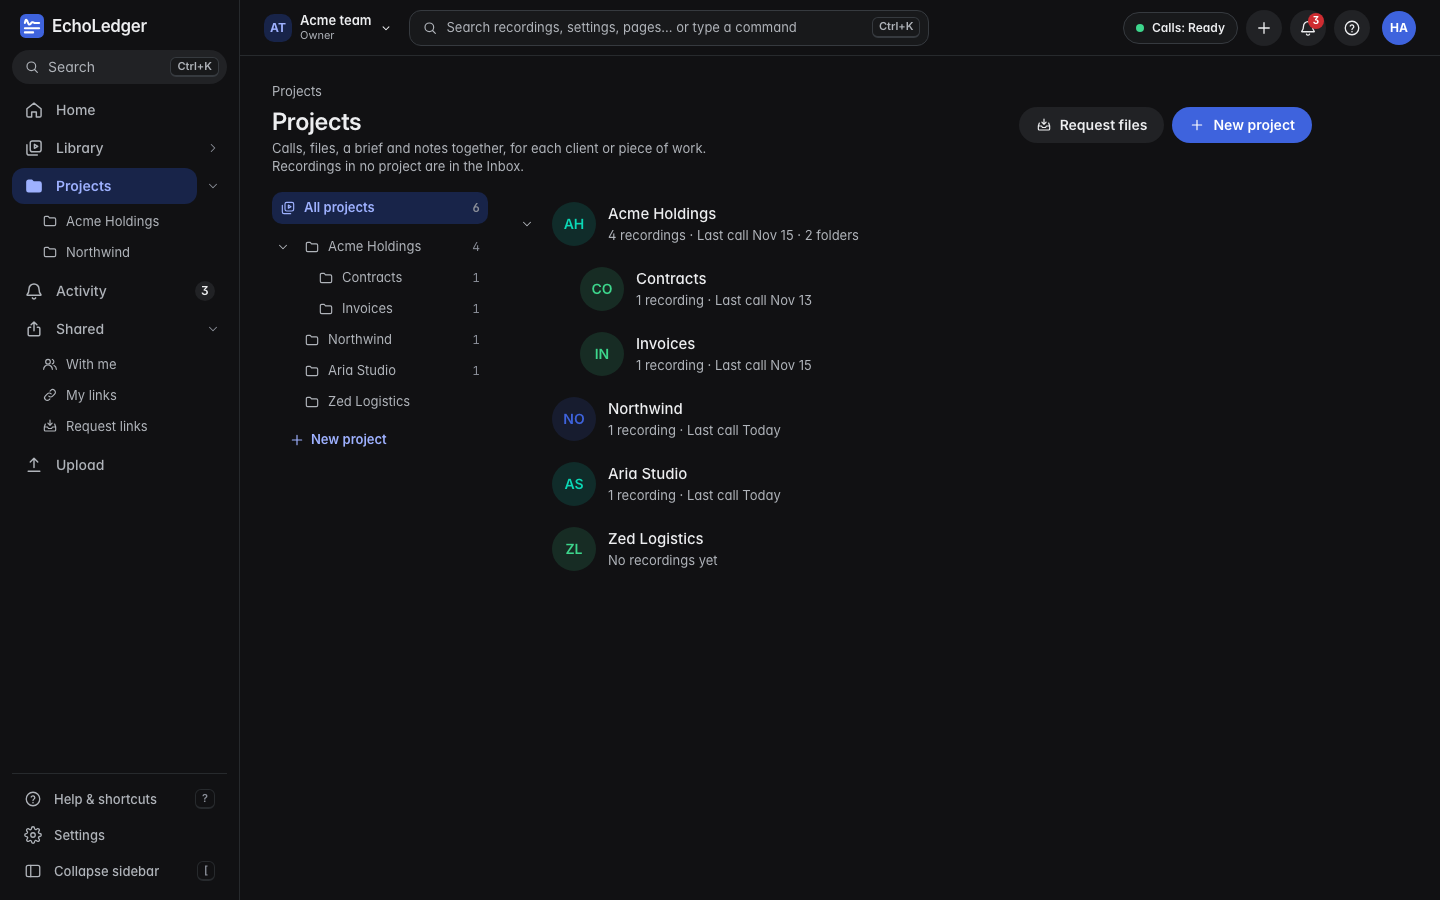 EchoLedger
Search Ctrl+K
Home
Library
Projects
Acme Holdings
Northwind
Activity 3
Shared
With me
My links
Request links
Upload
Help & shortcuts ?
Settings
Collapse sidebar [
AT Acme team
Owner
Search recordings, settings, pages... or type a command Ctrl+K
Calls: Ready
3
HA
Projects
Projects
Calls, files, a brief and notes together, for each client or piece of work.
Recordings in no project are in the Inbox.
Request files
New project
All projects 6
Acme Holdings 4
Contracts 1
Invoices 1
Northwind 1
Aria Studio 1
Zed Logistics
New project
AH Acme Holdings
4 recordings · Last call Nov 15 · 2 folders
CO Contracts
1 recording · Last call Nov 13
IN Invoices
1 recording · Last call Nov 15
NO Northwind
1 recording · Last call Today
AS Aria Studio
1 recording · Last call Today
ZL Zed Logistics
No recordings yet